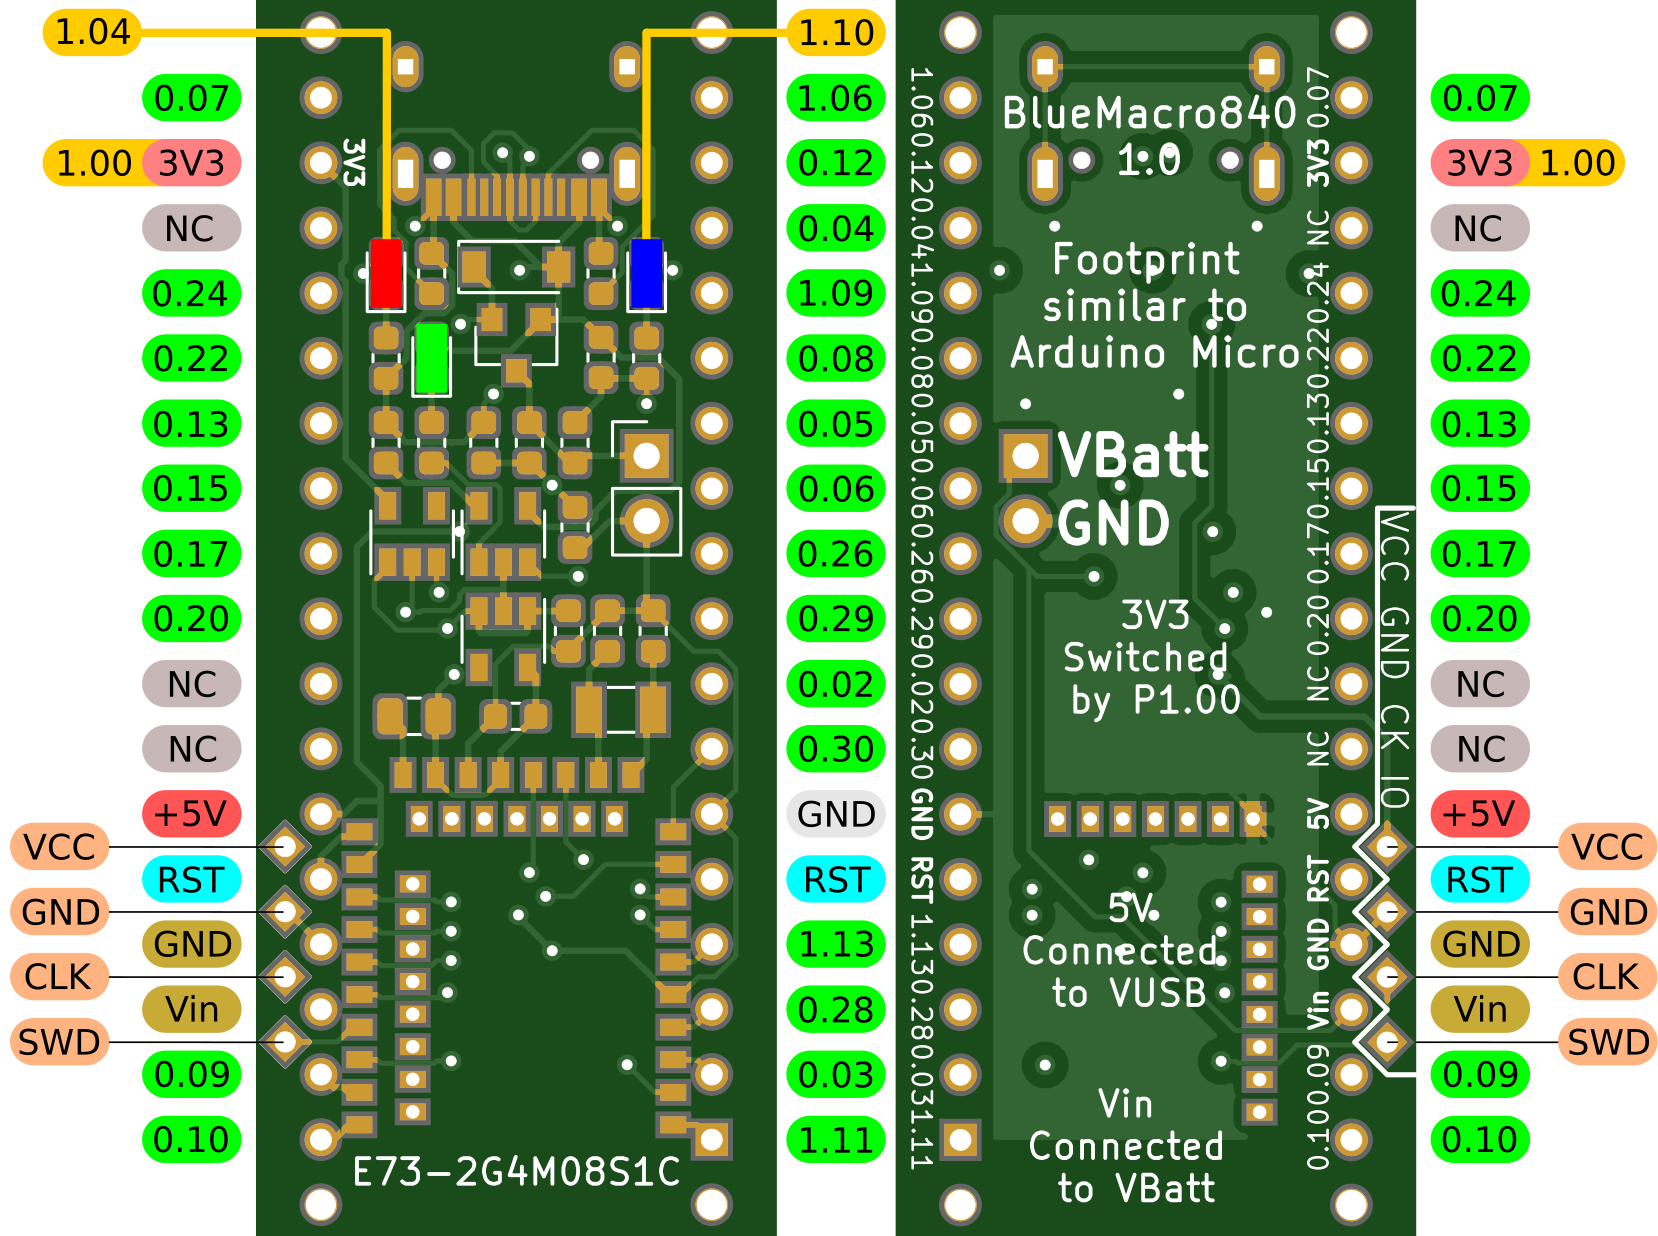 1.04
0.07
1.00 3V3
NC
0.24
0.22
0.13
0.15
0.17
0.20
NC
NC
+5V
VCC
RST
GND
GND
CLK
Vin
SWD
0.09
0.10
3V3
E73-2G4M08S1C
1.10
1.06
0.12
0.04
1.09
0.08
0.05
0.06
0.26
0.29
0.02
0.30
GND
RST
1.13
0.28
0.03
1.11
1.06 0.12 0.04 1.09 0.08 0.05 0.06 0.26 0.29 0.02 0.30 GND RST 1.13 0.28 0.03 1.11
BlueMacro840
1.0
Footprint
similar to
Arduino Micro
VBatt
GND
3V3
Switched
by P1.00
5V
Connected
to VUSB
Vin
Connected
to VBatt
0.10 0.09 Vin GND RST 5V NC NC 0.20 0.17 0.15 0.13 0.22 0.24 NC 3V3 0.07
VCC GND CK IO
0.07
3V3 1.00
NC
0.24
0.22
0.13
0.15
0.17
0.20
NC
NC
+5V
VCC
RST
GND
GND
CLK
Vin
SWD
0.09
0.10